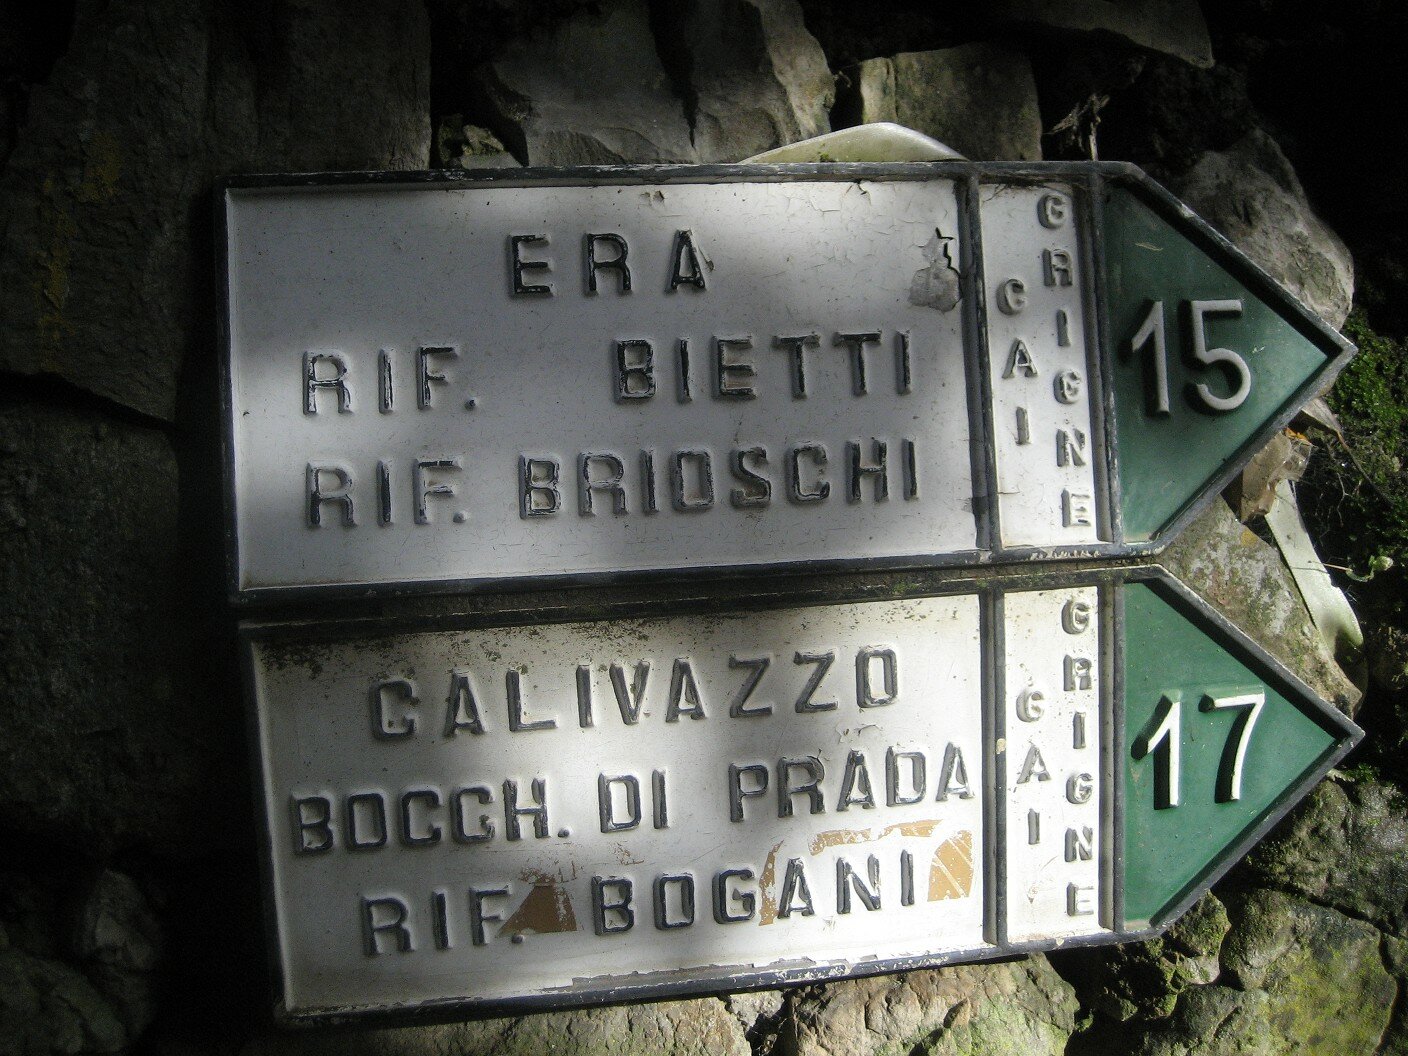 ERA
RIF. BIETTI
RIF. BRIOSCHI
CAI
GRIGNE
15
CALIVAZZO
BOCCH. DI PRADA
RIF. BOGANI
CAI
GRIGNE
17